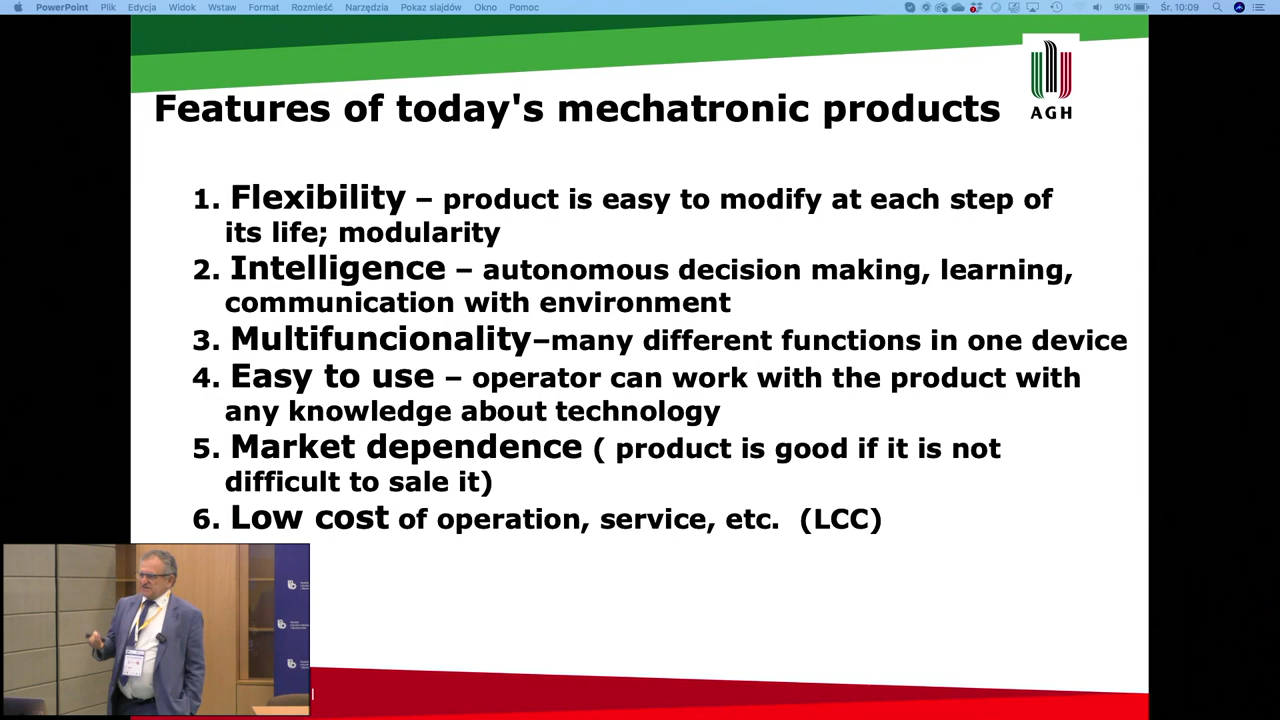 PowerPoint Plik Edycja Widok Wstaw Format Rozmieść Narzędzia Pokaz slajdów Okno Pomoc 90% Śr. 10:09
Features of today's mechatronic products
AGH
1. Flexibility – product is easy to modify at each step of
its life; modularity
2. Intelligence – autonomous decision making, learning,
communication with environment
3. Multifuncionality–many different functions in one device
4. Easy to use – operator can work with the product with
any knowledge about technology
5. Market dependence ( product is good if it is not
difficult to sale it)
6. Low cost of operation, service, etc. (LCC)